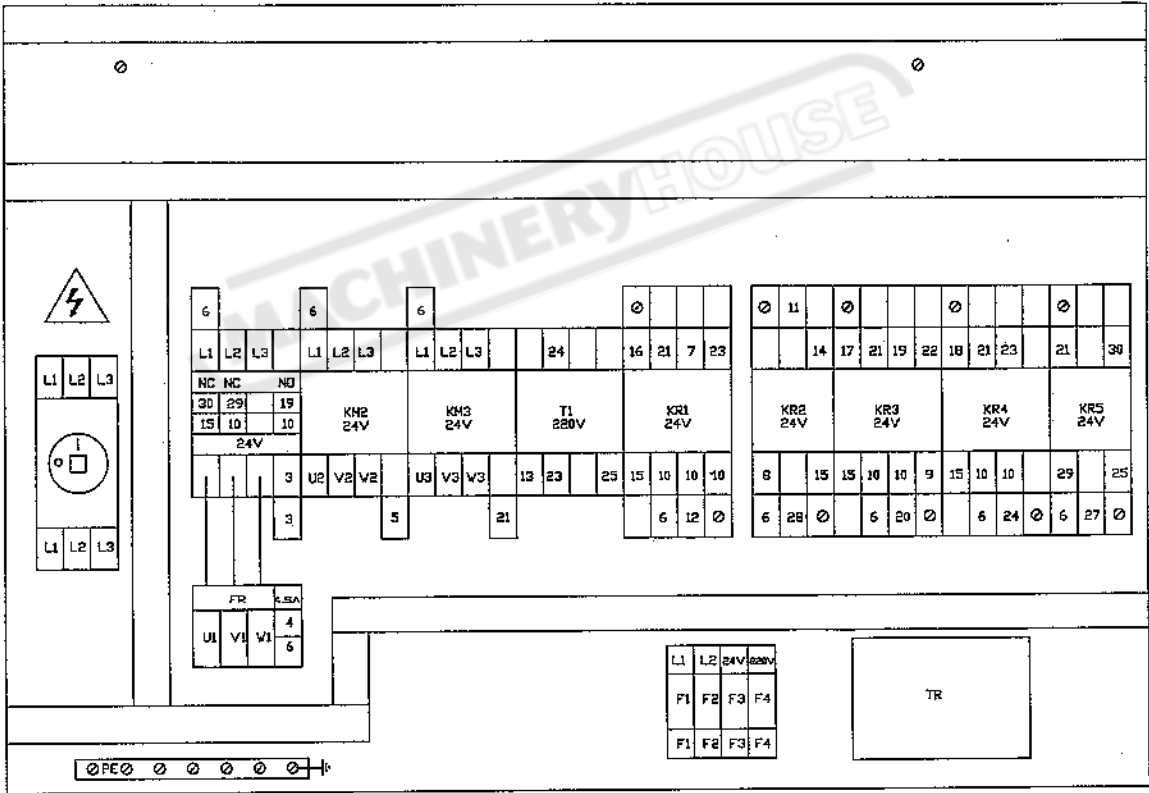 MACHINERYHOUSE
6 6 6
11
L1 L2 L3 L1 L2 L3 L1 L2 L3 24 16 21 7 23 14 17 21 19 22 18 21 23 21 30
L1 L2 L3
NC NC NO
30 29 19
15 10 10
24V
KM2 24V
KM3 24V
T1 220V
KR1 24V
KR2 24V
KR3 24V
KR4 24V
KR5 24V
3 U2 V2 W2 U3 V3 W3 13 23 25 15 10 10 10 8 15 15 10 10 9 15 10 10 29 25
3 5 21 6 12 6 28 6 20 6 24 6 27
L1 L2 L3
FR 4.5A
U1 V1 W1 4
6
L1 L2 24V 220V
F1 F2 F3 F4
F1 F2 F3 F4
TR
PE